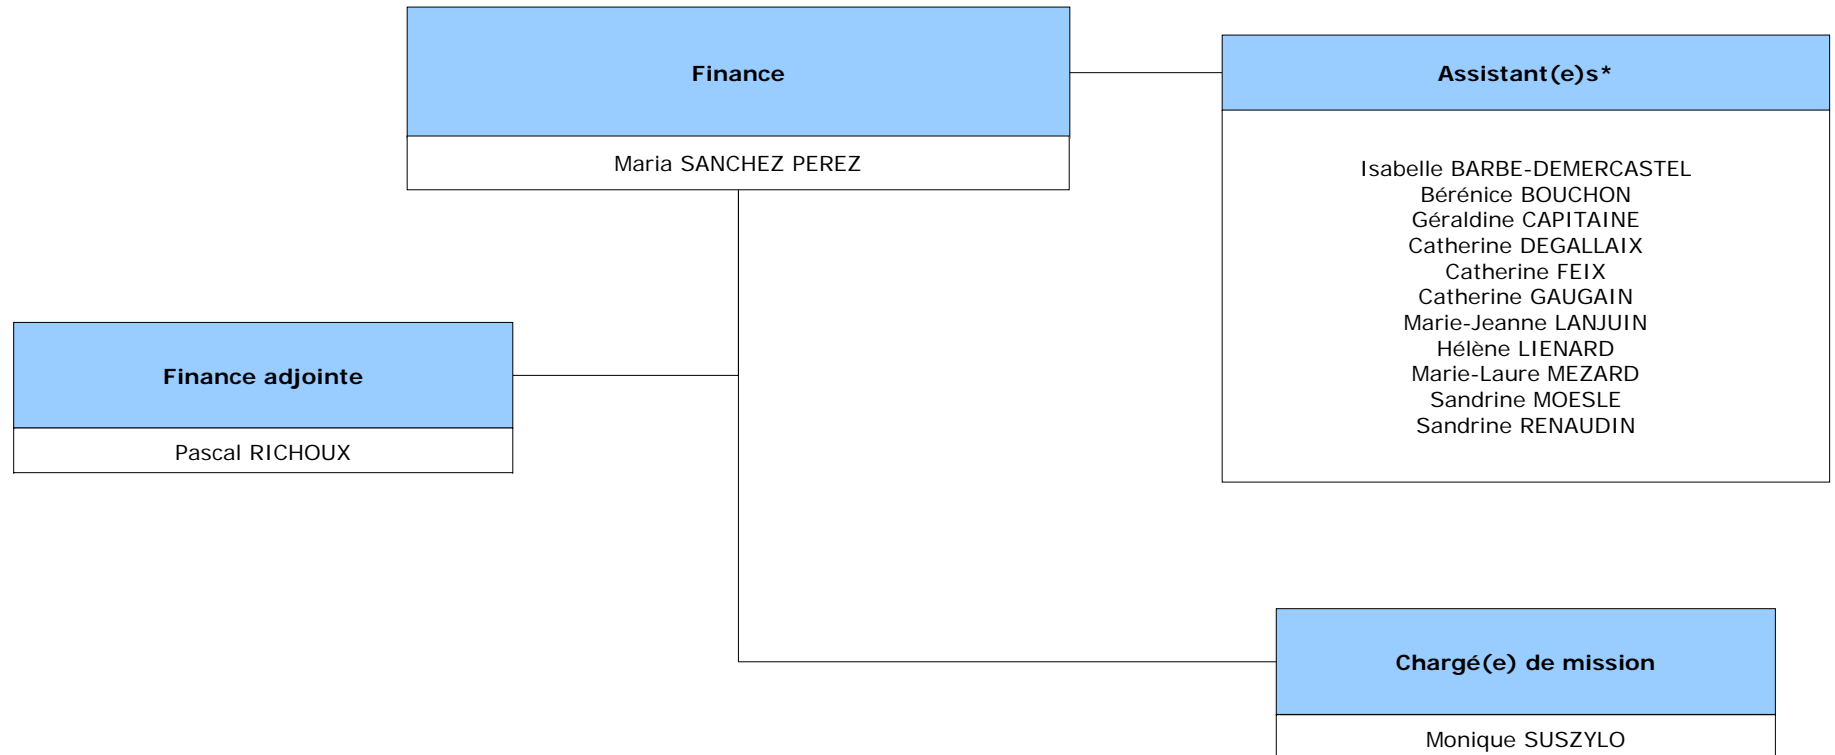 Finance
Maria SANCHEZ PEREZ
Assistant(e)s*
Isabelle BARBE-DEMERCASTEL
Bérénice BOUCHON
Géraldine CAPITAINE
Catherine DEGALLAIX
Catherine FEIX
Catherine GAUGAIN
Marie-Jeanne LANJUIN
Hélène LIENARD
Marie-Laure MEZARD
Sandrine MOESLE
Sandrine RENAUDIN
Finance adjointe
Pascal RICHOUX
Chargé(e) de mission
Monique SUSZYLO